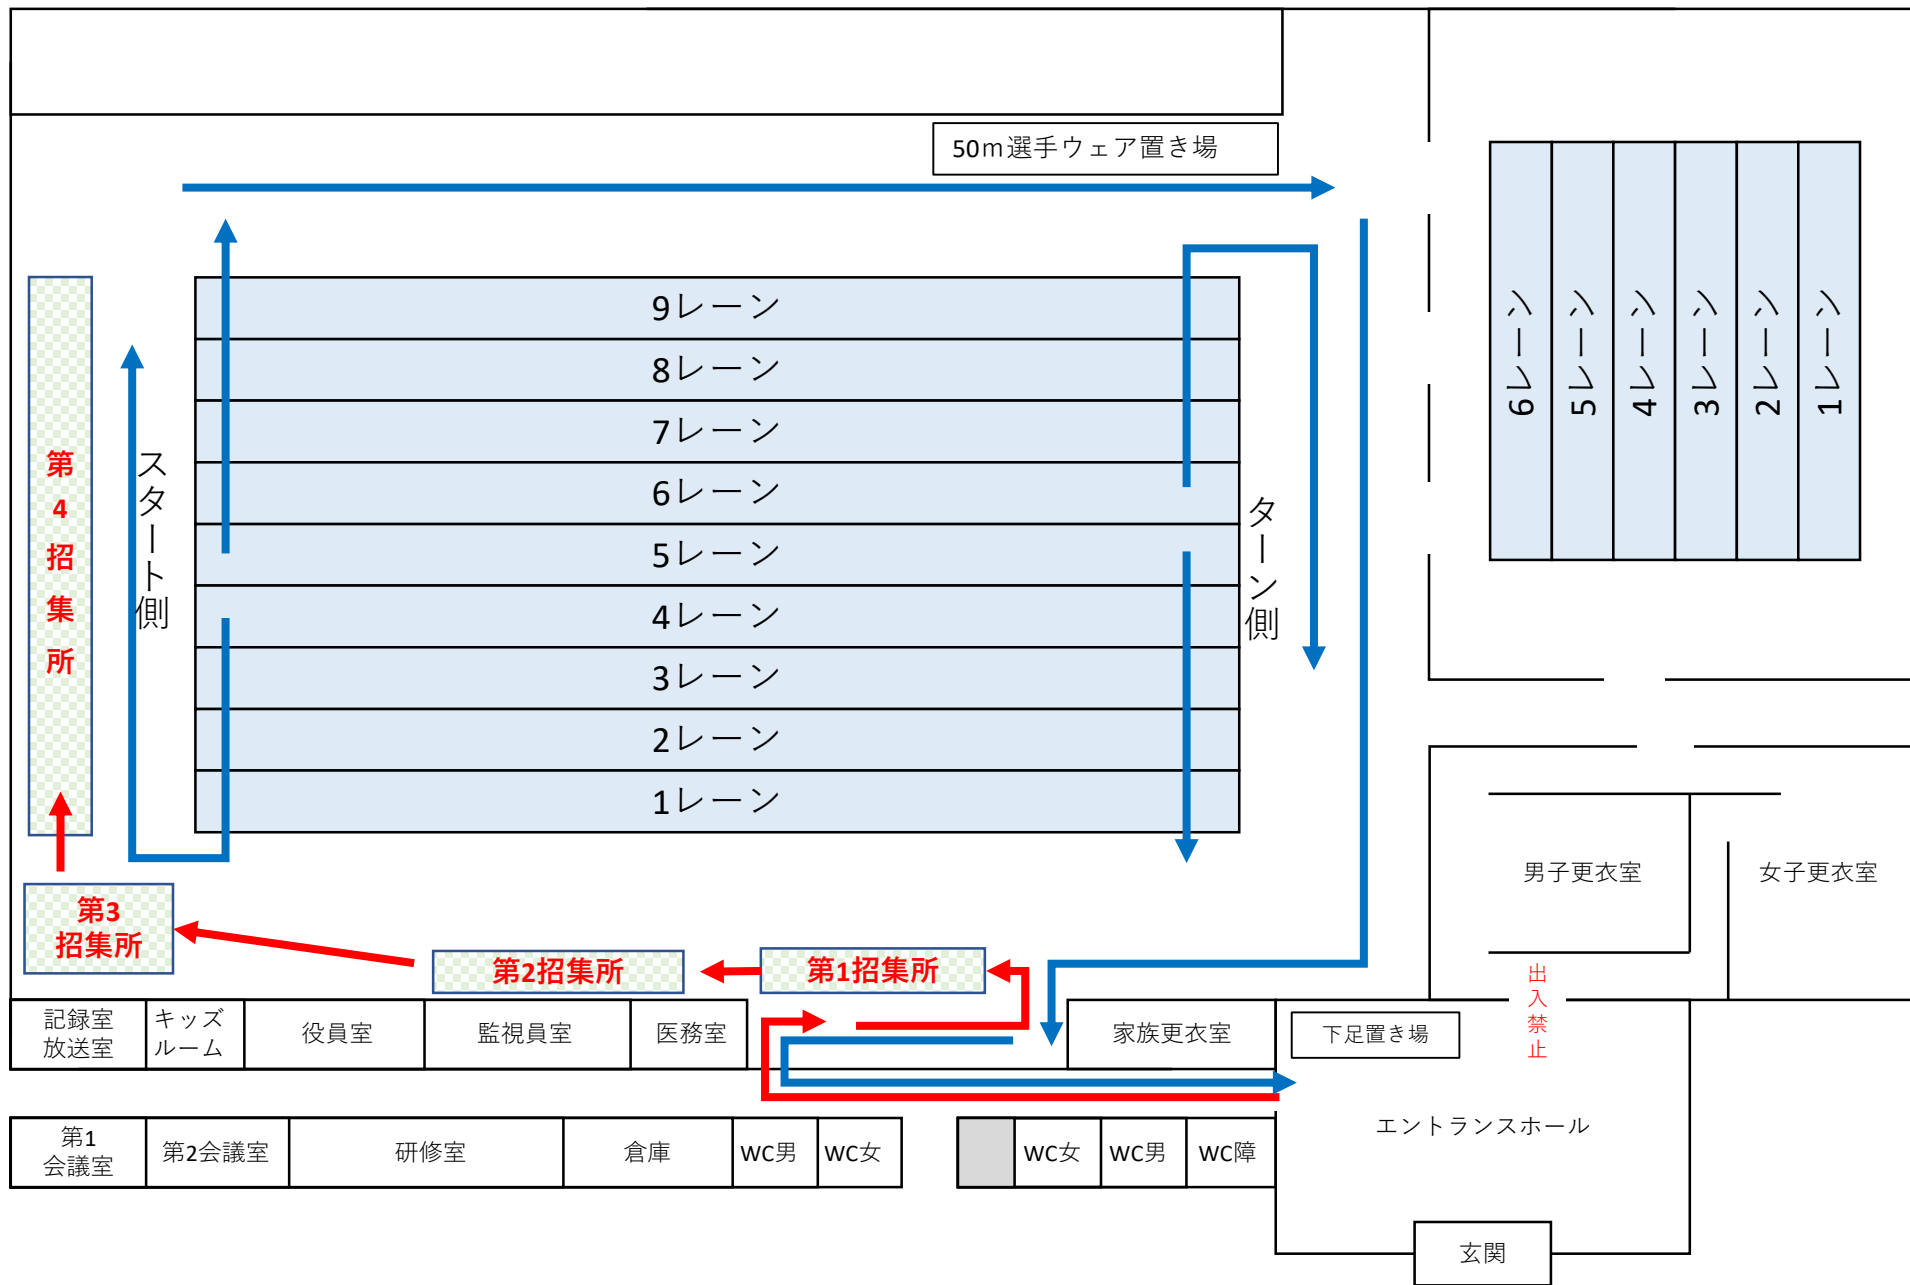 50ｍ選手ウェア置き場
9レーン
8レーン
7レーン
6レーン
5レーン
4レーン
3レーン
2レーン
1レーン
スタート側
ターン側
6レーン
5レーン
4レーン
3レーン
2レーン
1レーン
第4招集所
第3
招集所
第2招集所
第1招集所
男子更衣室
女子更衣室
出入禁止
記録室
放送室
キッズ
ルーム
役員室
監視員室
医務室
家族更衣室
下足置き場
エントランスホール
第1
会議室
第2会議室
研修室
倉庫
WC男
WC女
WC女
WC男
WC障
玄関